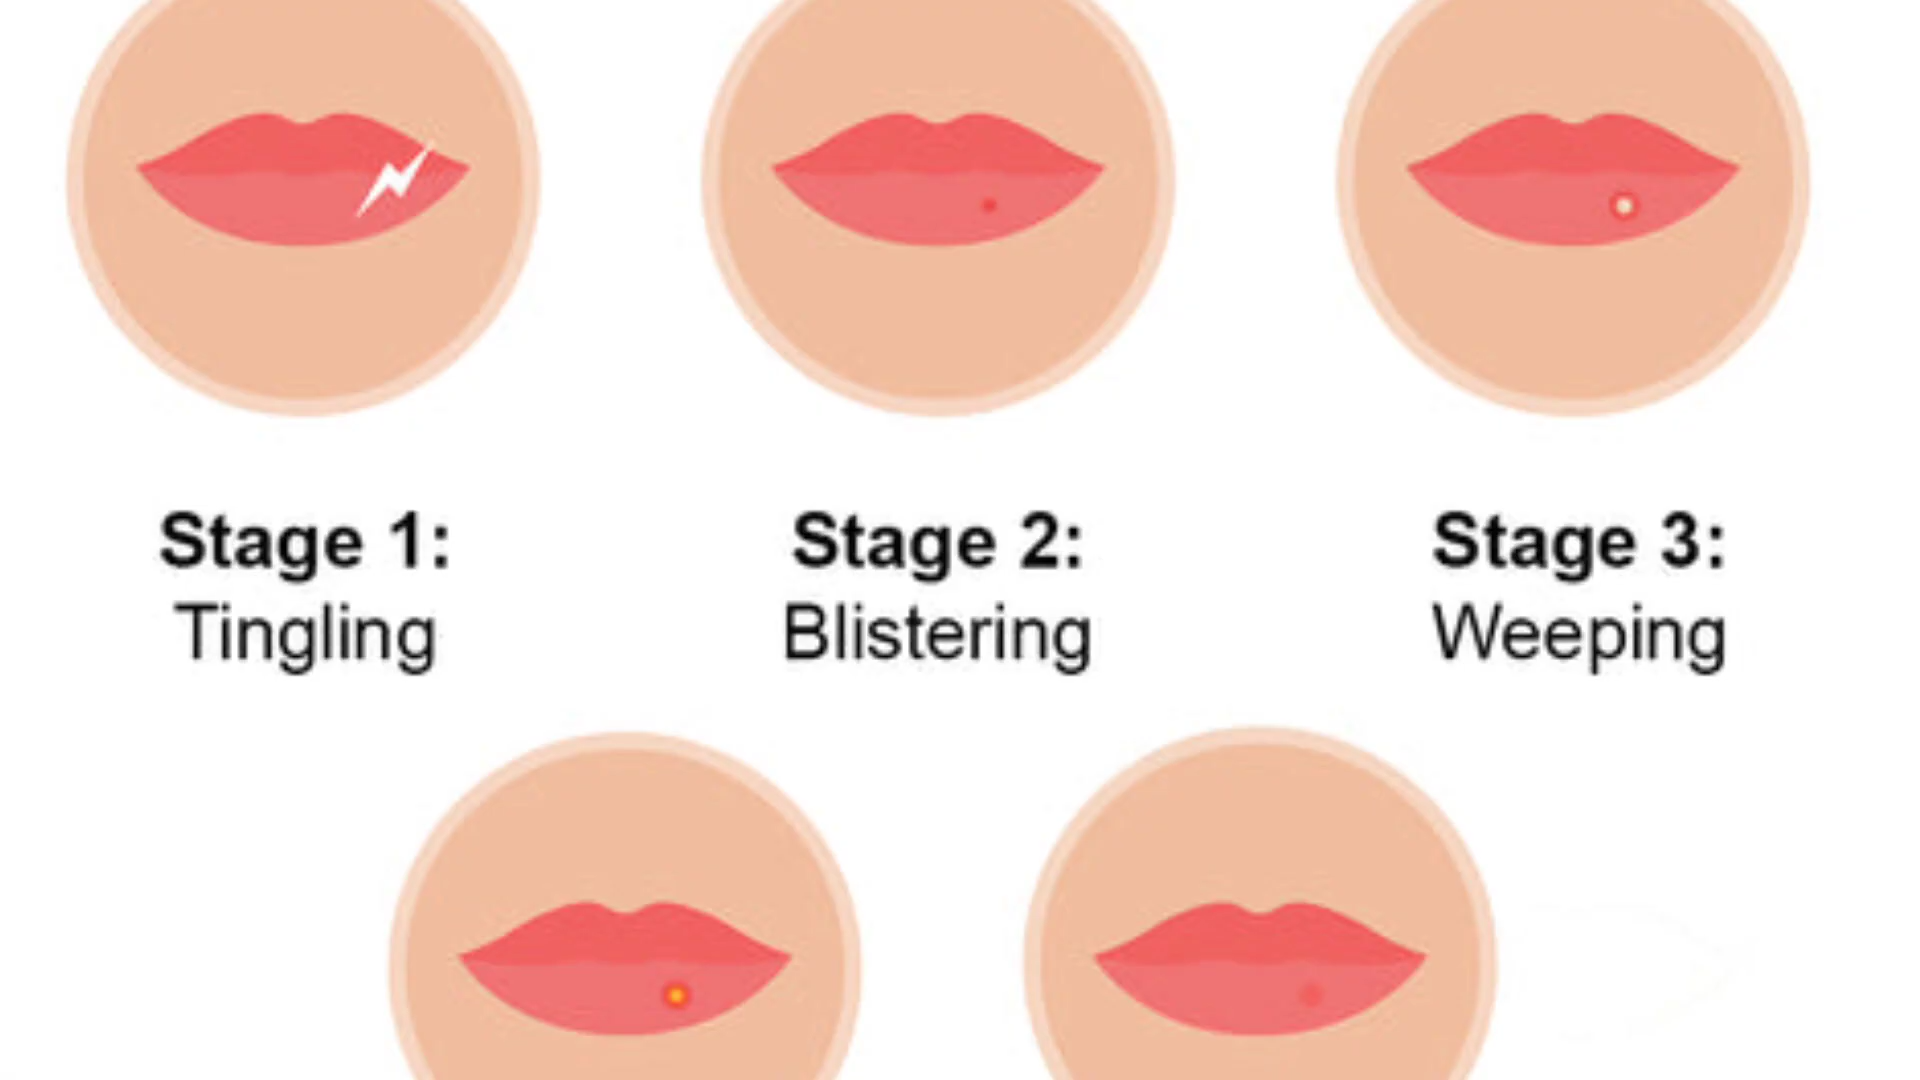 Stage 1:
Tingling
Stage 2:
Blistering
Stage 3:
Weeping